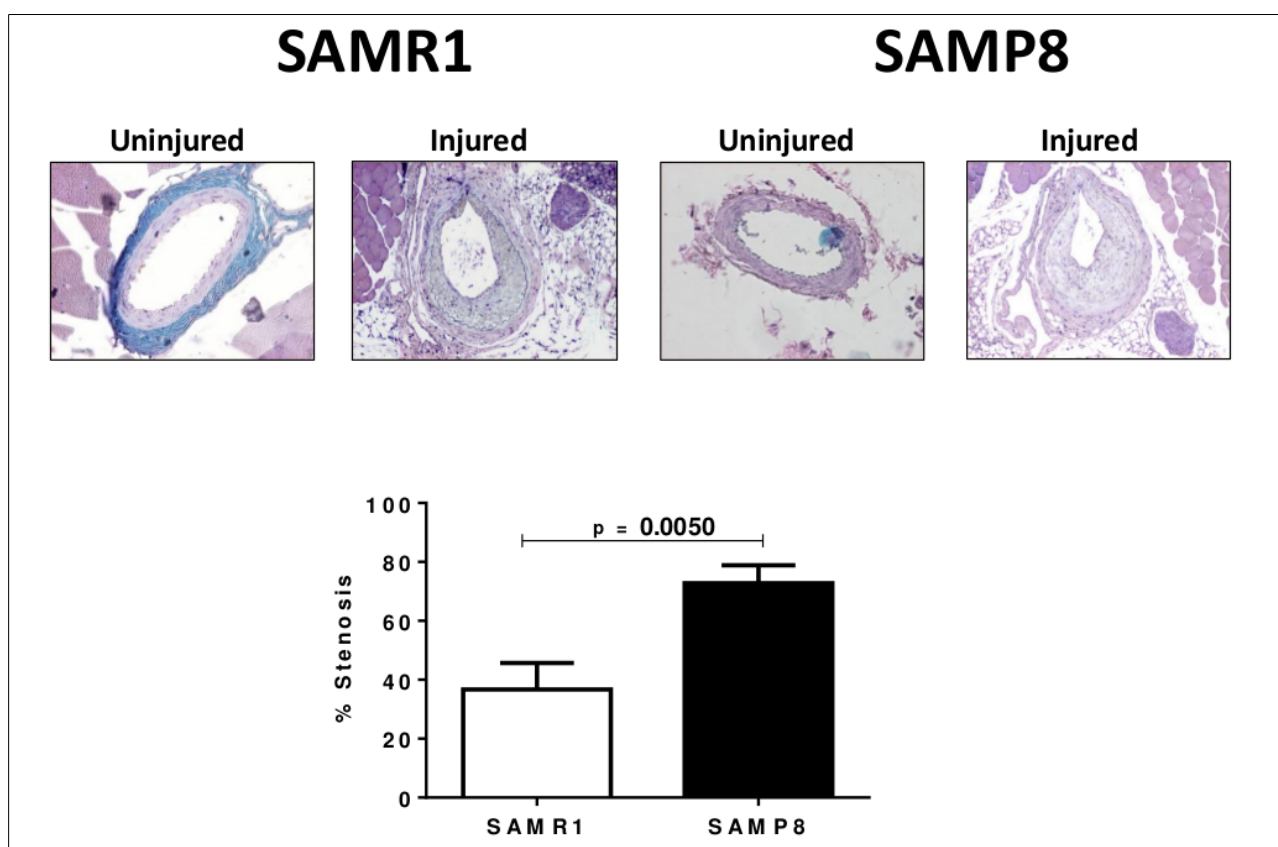 SAMR1 SAMP8
Uninjured Injured Uninjured Injured
100
p = 0.0050
80
60
40
20
0
% Stenosis
SAMR1 SAMP8